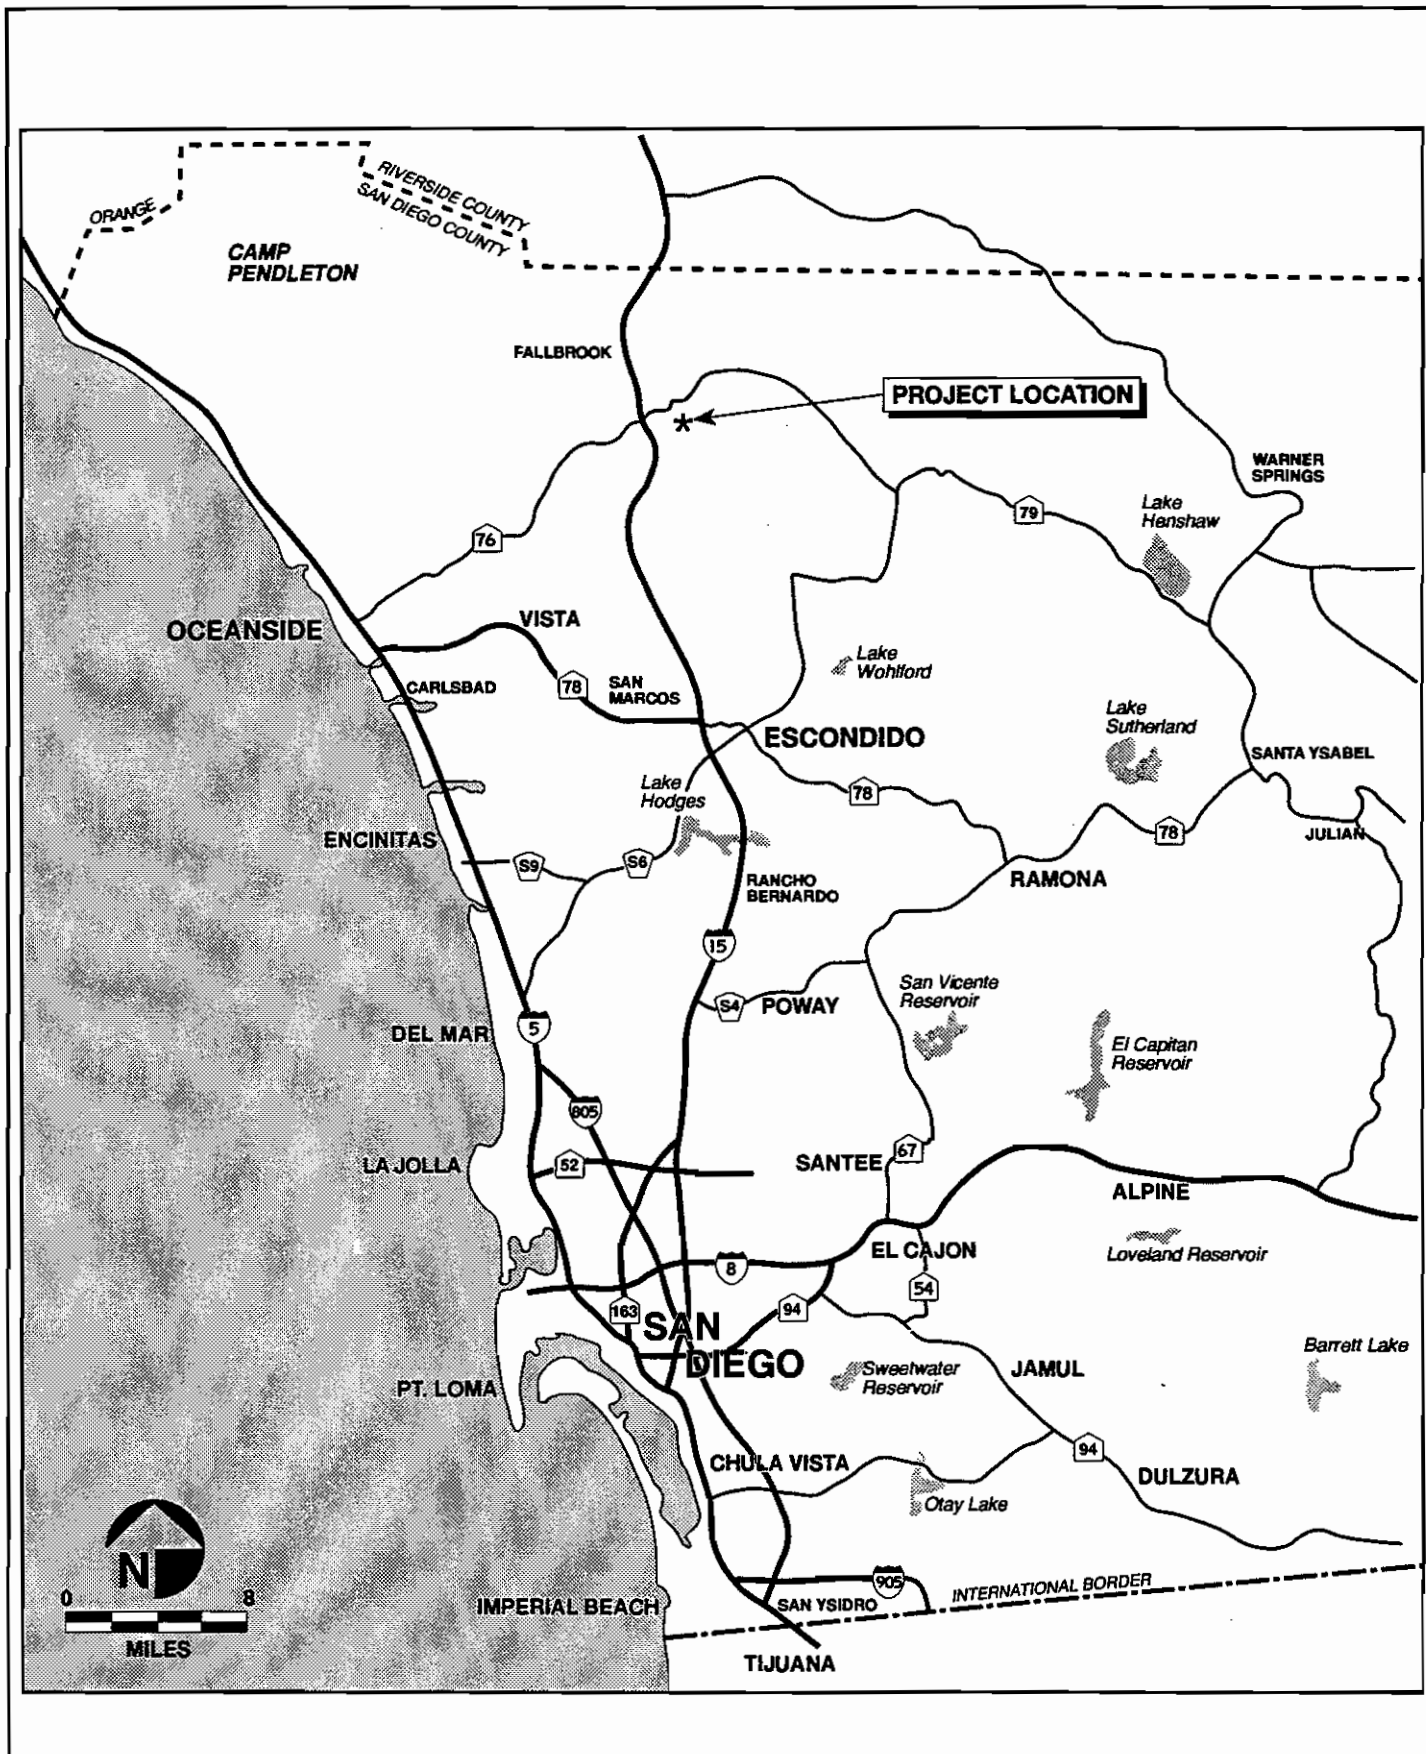 RIVERSIDE COUNTY
SAN DIEGO COUNTY
ORANGE
CAMP
PENDLETON
FALLBROOK
PROJECT LOCATION
WARNER
SPRINGS
Lake
Henshaw
79
76
OCEANSIDE
VISTA
Lake
Wohlford
CARLSBAD
78
SAN
MARCOS
ESCONDIDO
Lake
Sutherland
SANTA YSABEL
Lake
Hodges
78
78
JULIAN
ENCINITAS
S9
S6
RANCHO
BERNARDO
RAMONA
15
San Vicente
Reservoir
S4
POWAY
DEL MAR
5
El Capitan
Reservoir
805
LA JOLLA
52
SANTEE
67
ALPINE
EL CAJON
Loveland Reservoir
8
54
163
94
SAN
DIEGO
Barrett Lake
PT. LOMA
Sweetwater
Reservoir
JAMUL
CHULA VISTA
94
DULZURA
Otay Lake
N
0 8
MILES
IMPERIAL BEACH
905
SAN YSIDRO
INTERNATIONAL BORDER
TIJUANA